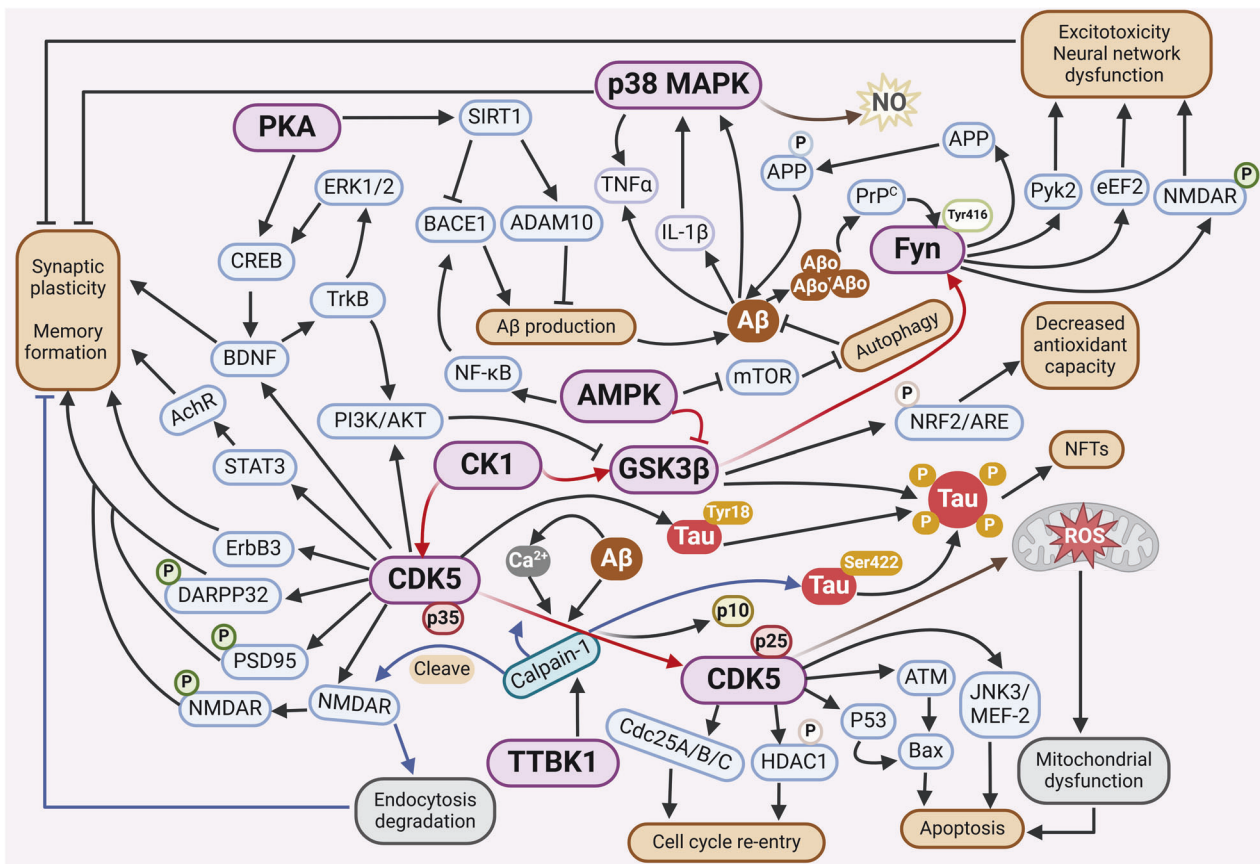 Excitotoxicity
Neural network
dysfunction
p38 MAPK
NO
PKA
SIRT1
P
APP
APP
ERK1/2
TNFα
PrPC
Tyr416
Pyk2
eEF2
P
NMDAR
BACE1
ADAM10
IL-1β
Fyn
Synaptic
plasticity
Memory
formation
CREB
TrkB
Aβo
Aβo
Aβo
Aβ production
Aβ
Autophagy
Decreased
antioxidant
capacity
BDNF
NF-κB
mTOR
AMPK
AchR
PI3K/AKT
P
NRF2/ARE
STAT3
CK1
GSK3β
NFTs
P
P
Tau
P
P
Tyr18
Tau
ROS
ErbB3
Ca2+
Aβ
Ser422
Tau
P
DARPP32
CDK5
p35
p10
P
PSD95
Cleave
Calpain-1
p25
CDK5
P
NMDAR
NMDAR
ATM
JNK3/
MEF-2
P53
Cdc25A/B/C
P
HDAC1
Bax
TTBK1
Mitochondrial
dysfunction
Endocytosis
degradation
Cell cycle re-entry
Apoptosis